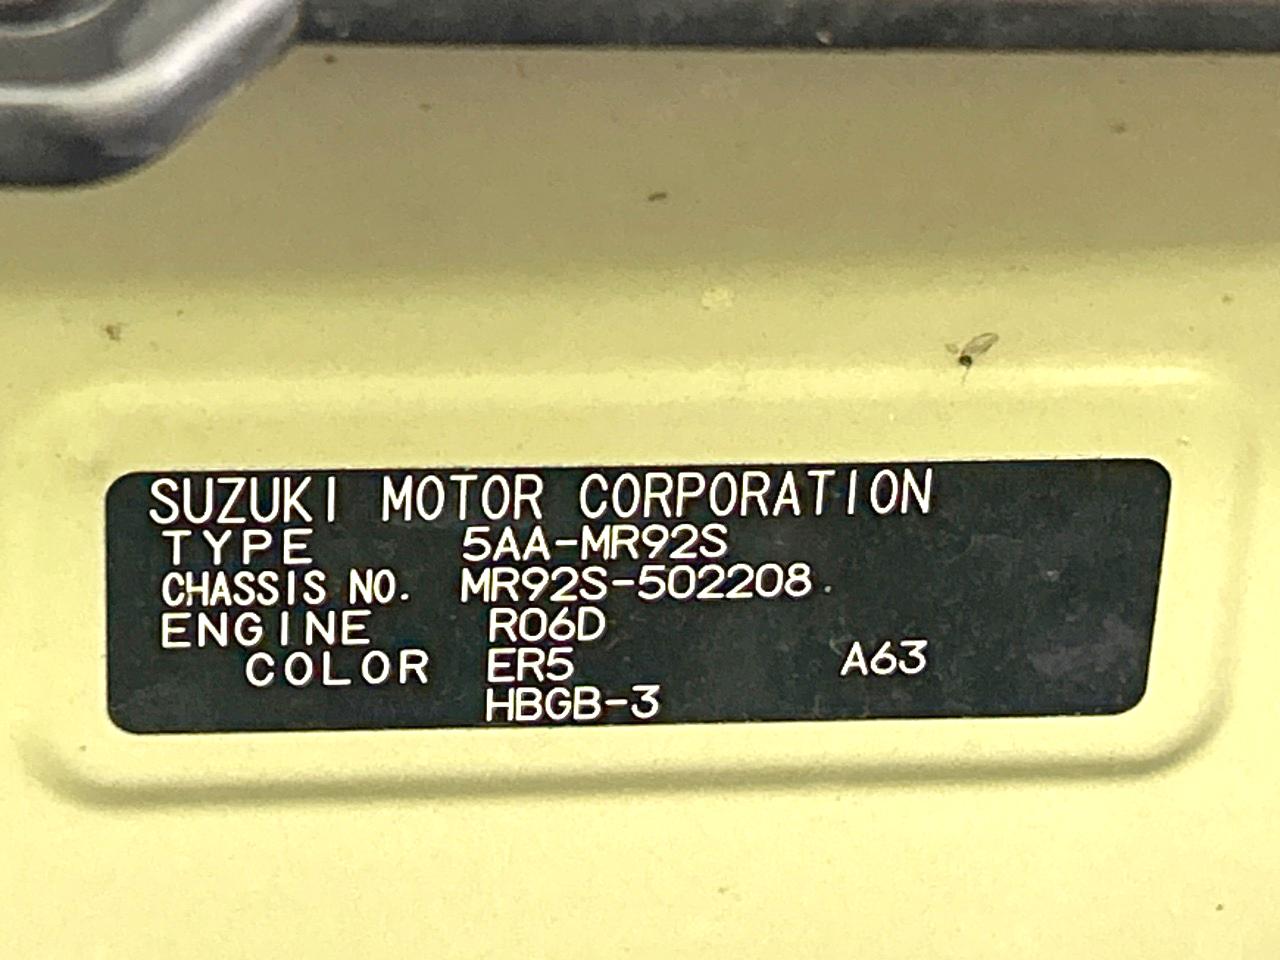 SUZUKI MOTOR CORPORATION
TYPE 5AA-MR92S
CHASSIS NO. MR92S-502208
ENGINE R06D
COLOR ER5 A63
HBGB-3